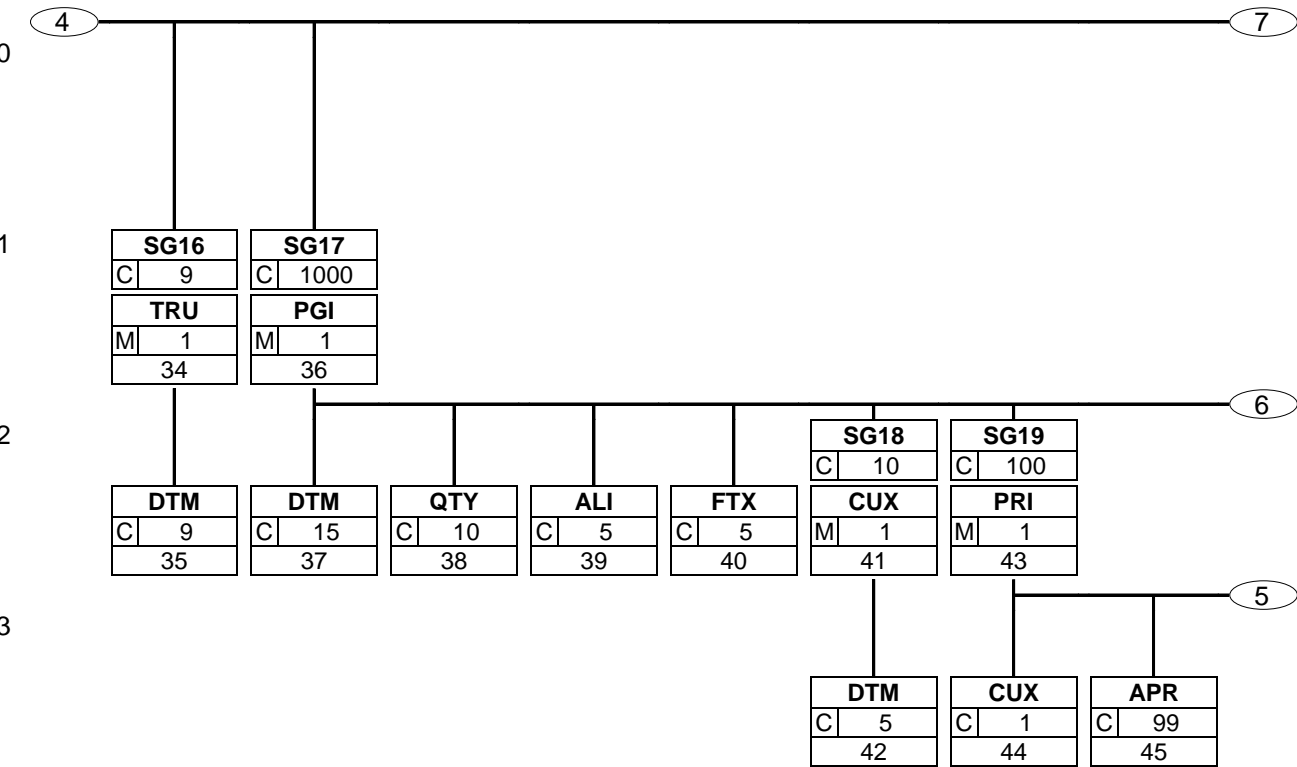 4 7
0
1
SG16 SG17
C 9 C 1000
TRU PGI
M 1 M 1
34 36
6
2
SG18 SG19
C 10 C 100
DTM DTM QTY ALI FTX CUX PRI
C 9 C 15 C 10 C 5 C 5 M 1 M 1
35 37 38 39 40 41 43
5
3
DTM CUX APR
C 5 C 1 C 99
42 44 45